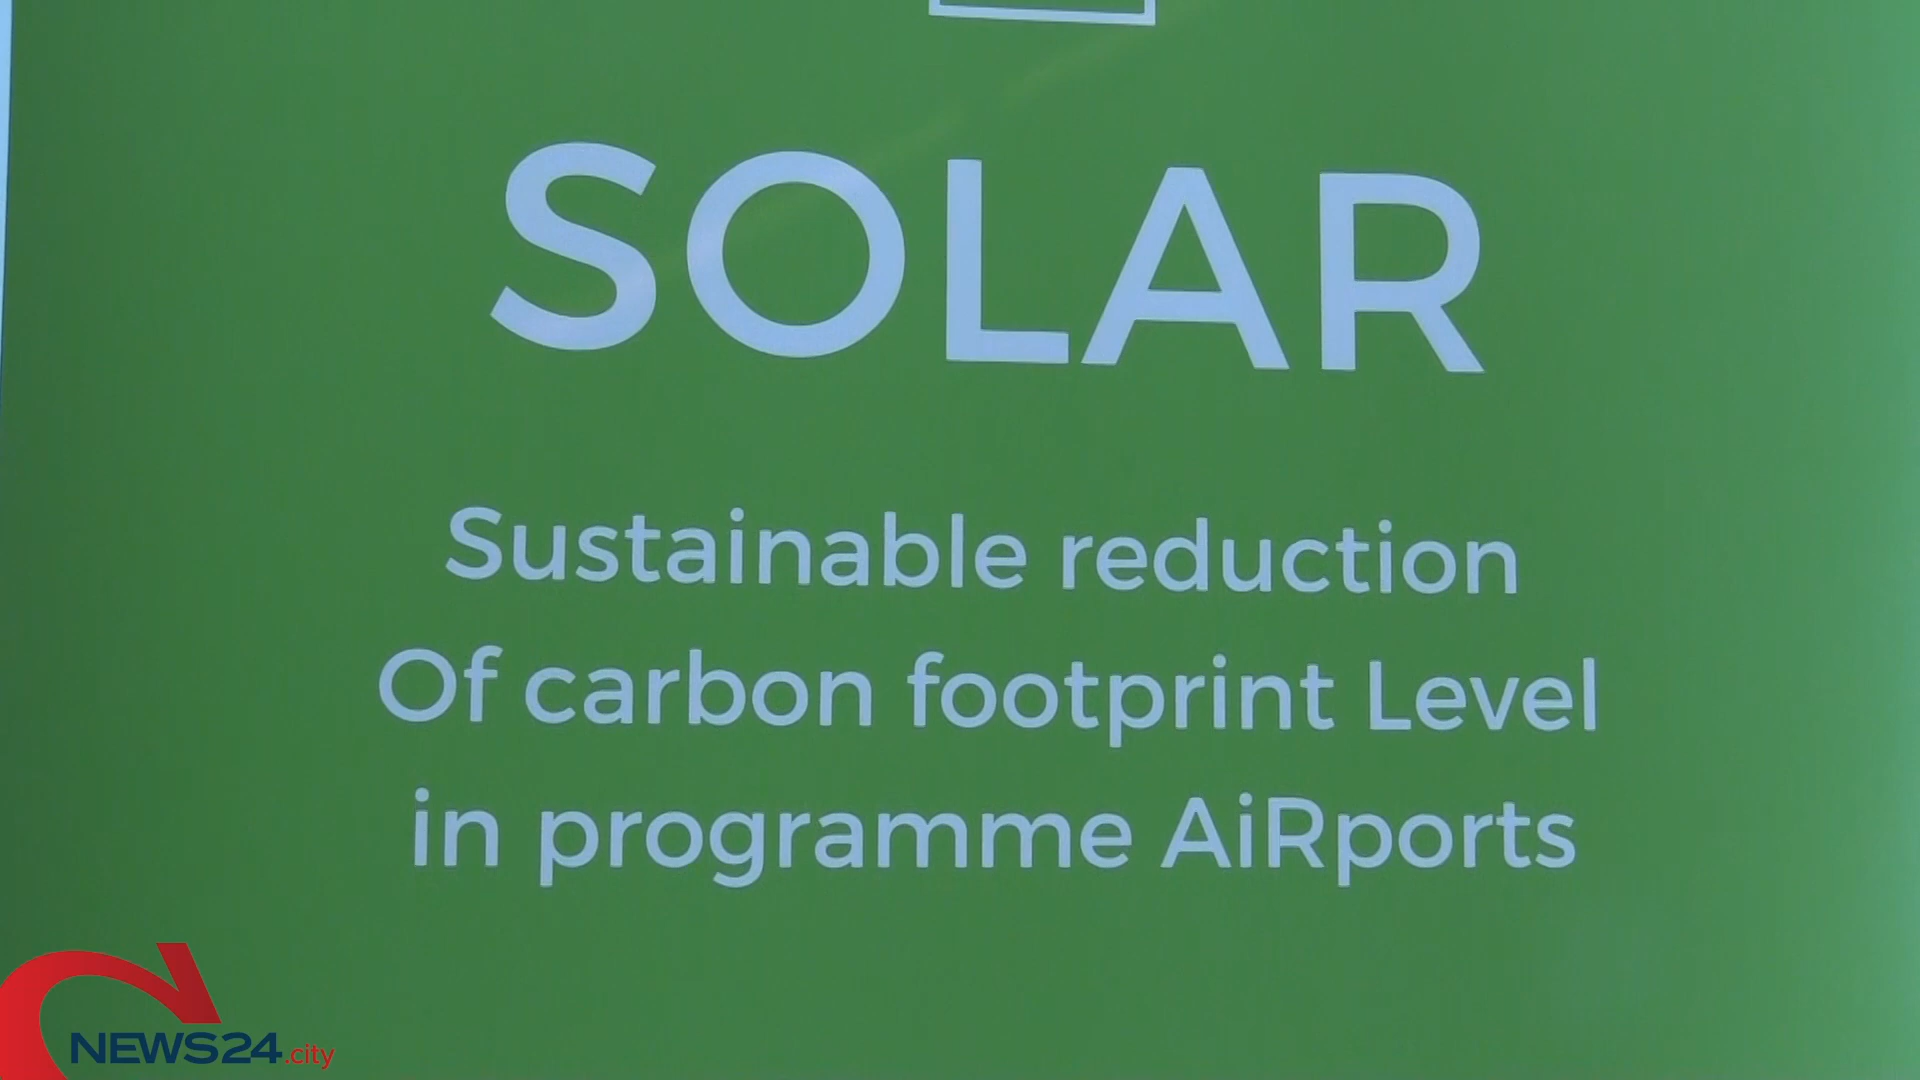 SOLAR
Sustainable reduction
Of carbon footprint Level
in programme AiRports
NEWS24.city